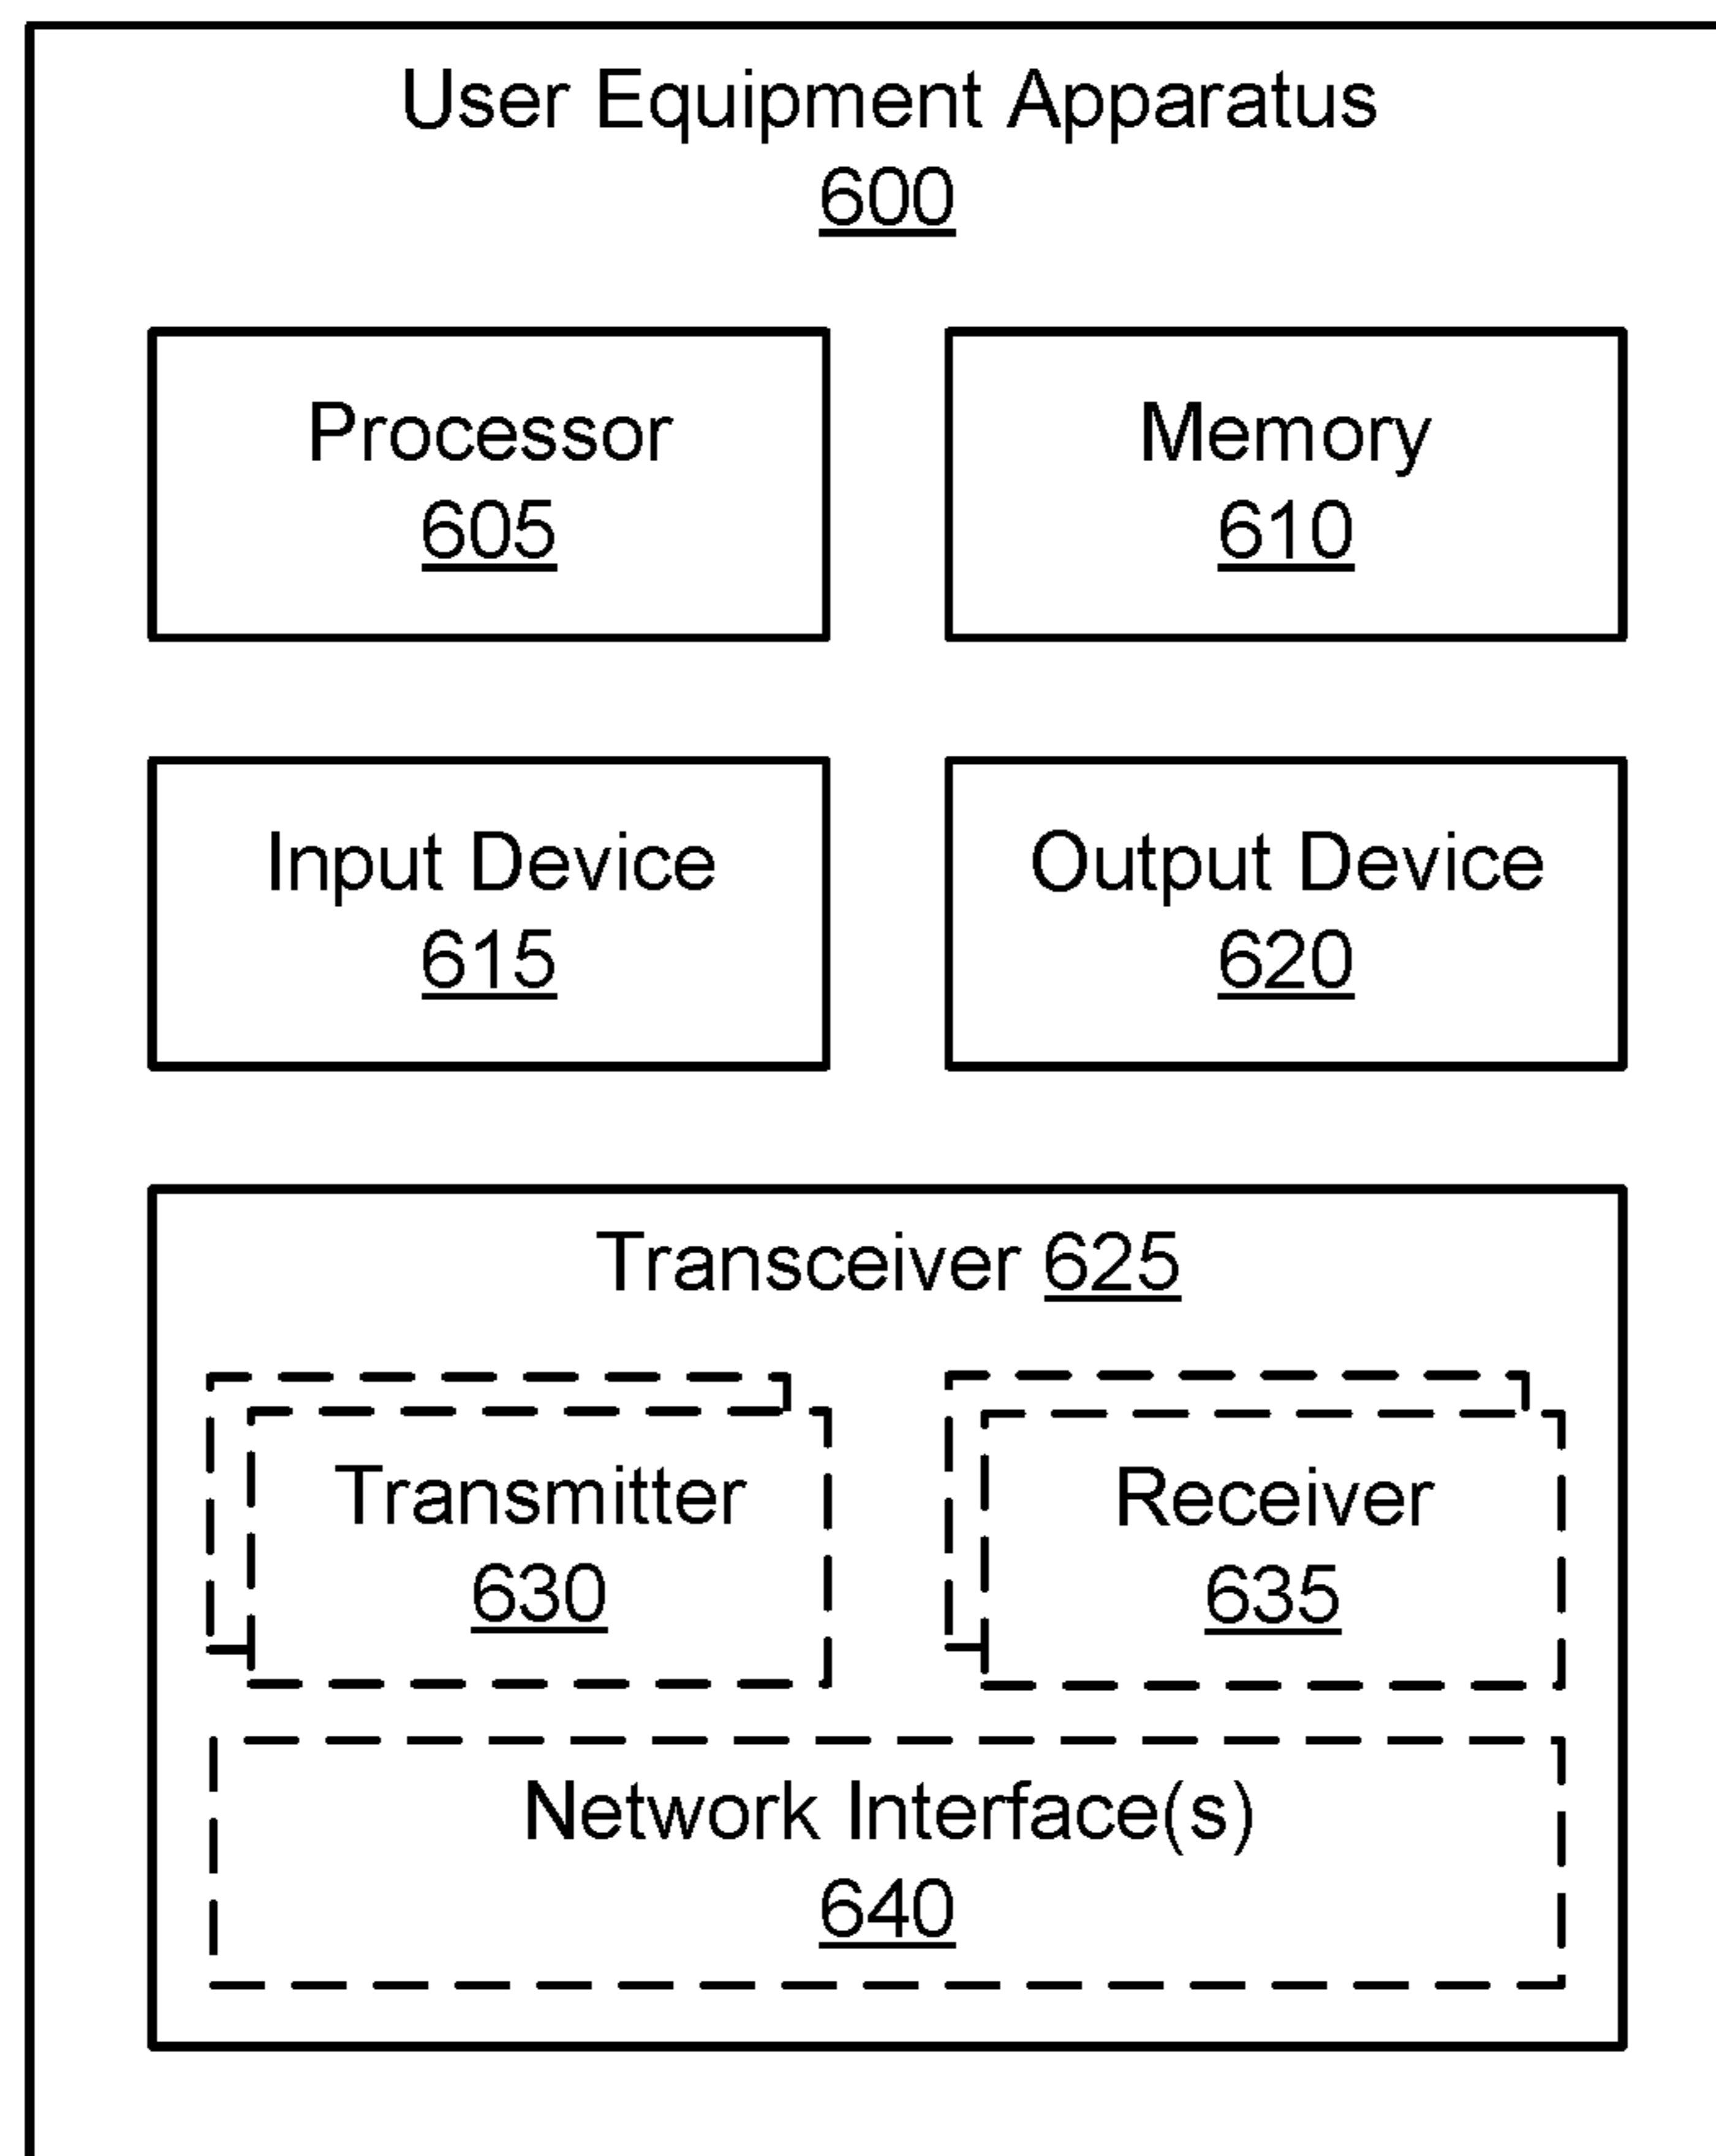 User Equipment Apparatus
600
Processor
605
Memory
610
Input Device
615
Output Device
620
Transceiver 625
Transmitter
630
Receiver
635
Network Interface(s)
640